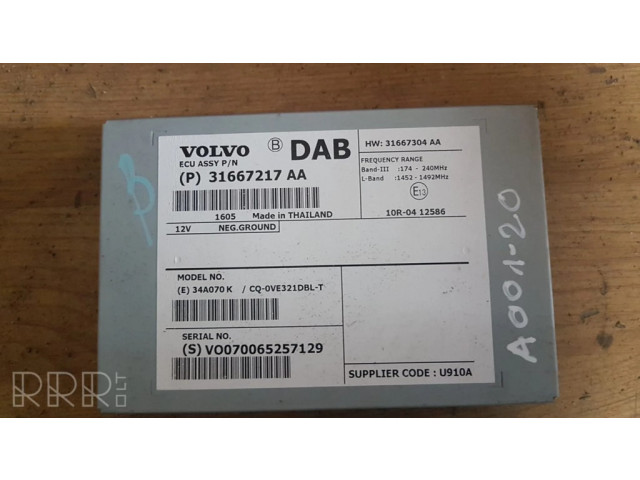 VOLVO B DAB
ECU ASSY P/N
(P) 31667217 AA
1605 Made in THAILAND
12V NEG.GROUND
HW: 31667304 AA
FREQUENCY RANGE
Band-III :174 - 240MHz
L-Band :1452 - 1492MHz
E13
10R-04 12586
MODEL NO.
(E) 34A070 K / CQ-0VE321DBL-T
SERIAL NO.
(S) VO070065257129
SUPPLIER CODE : U910A
A001-20
RRR.LT